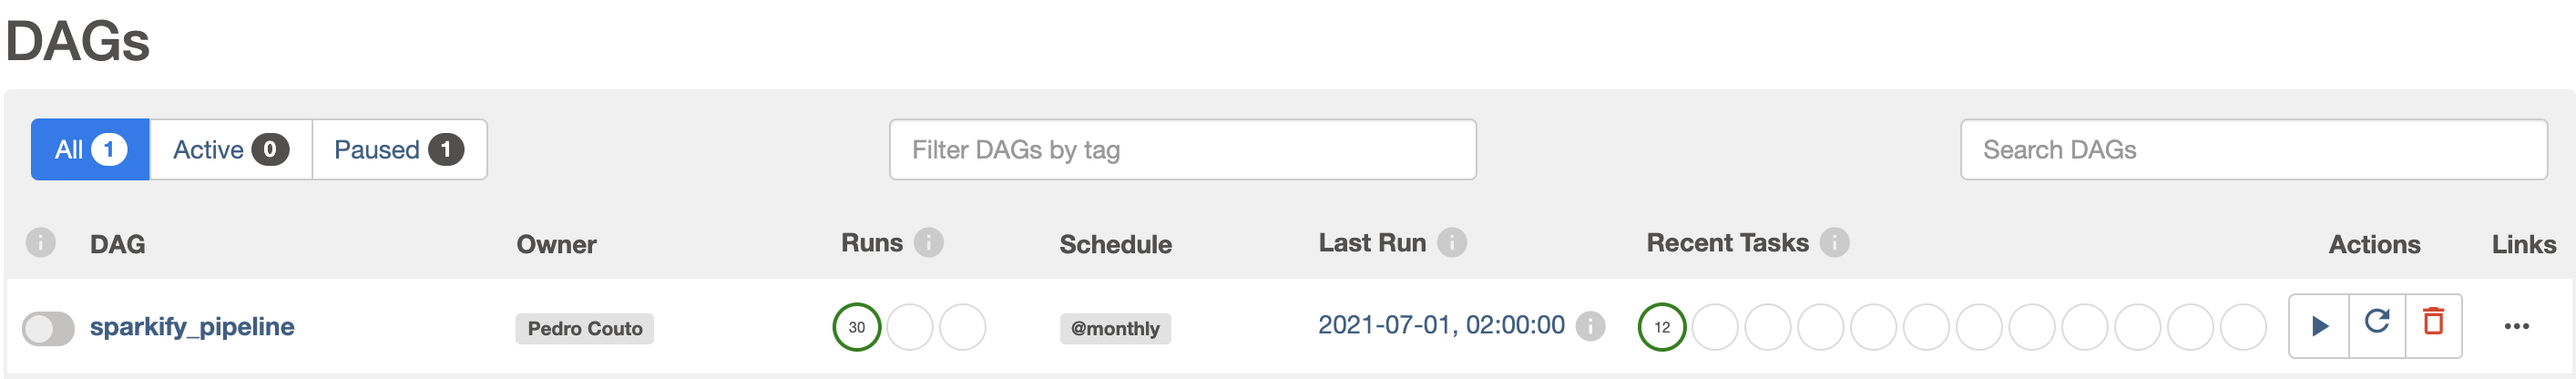 DAGs
All 1 Active 0 Paused 1 Filter DAGs by tag Search DAGs
i DAG Owner Runs i Schedule Last Run i Recent Tasks i Actions Links
sparkify_pipeline Pedro Couto 30 @monthly 2021-07-01, 02:00:00 i 12 ...